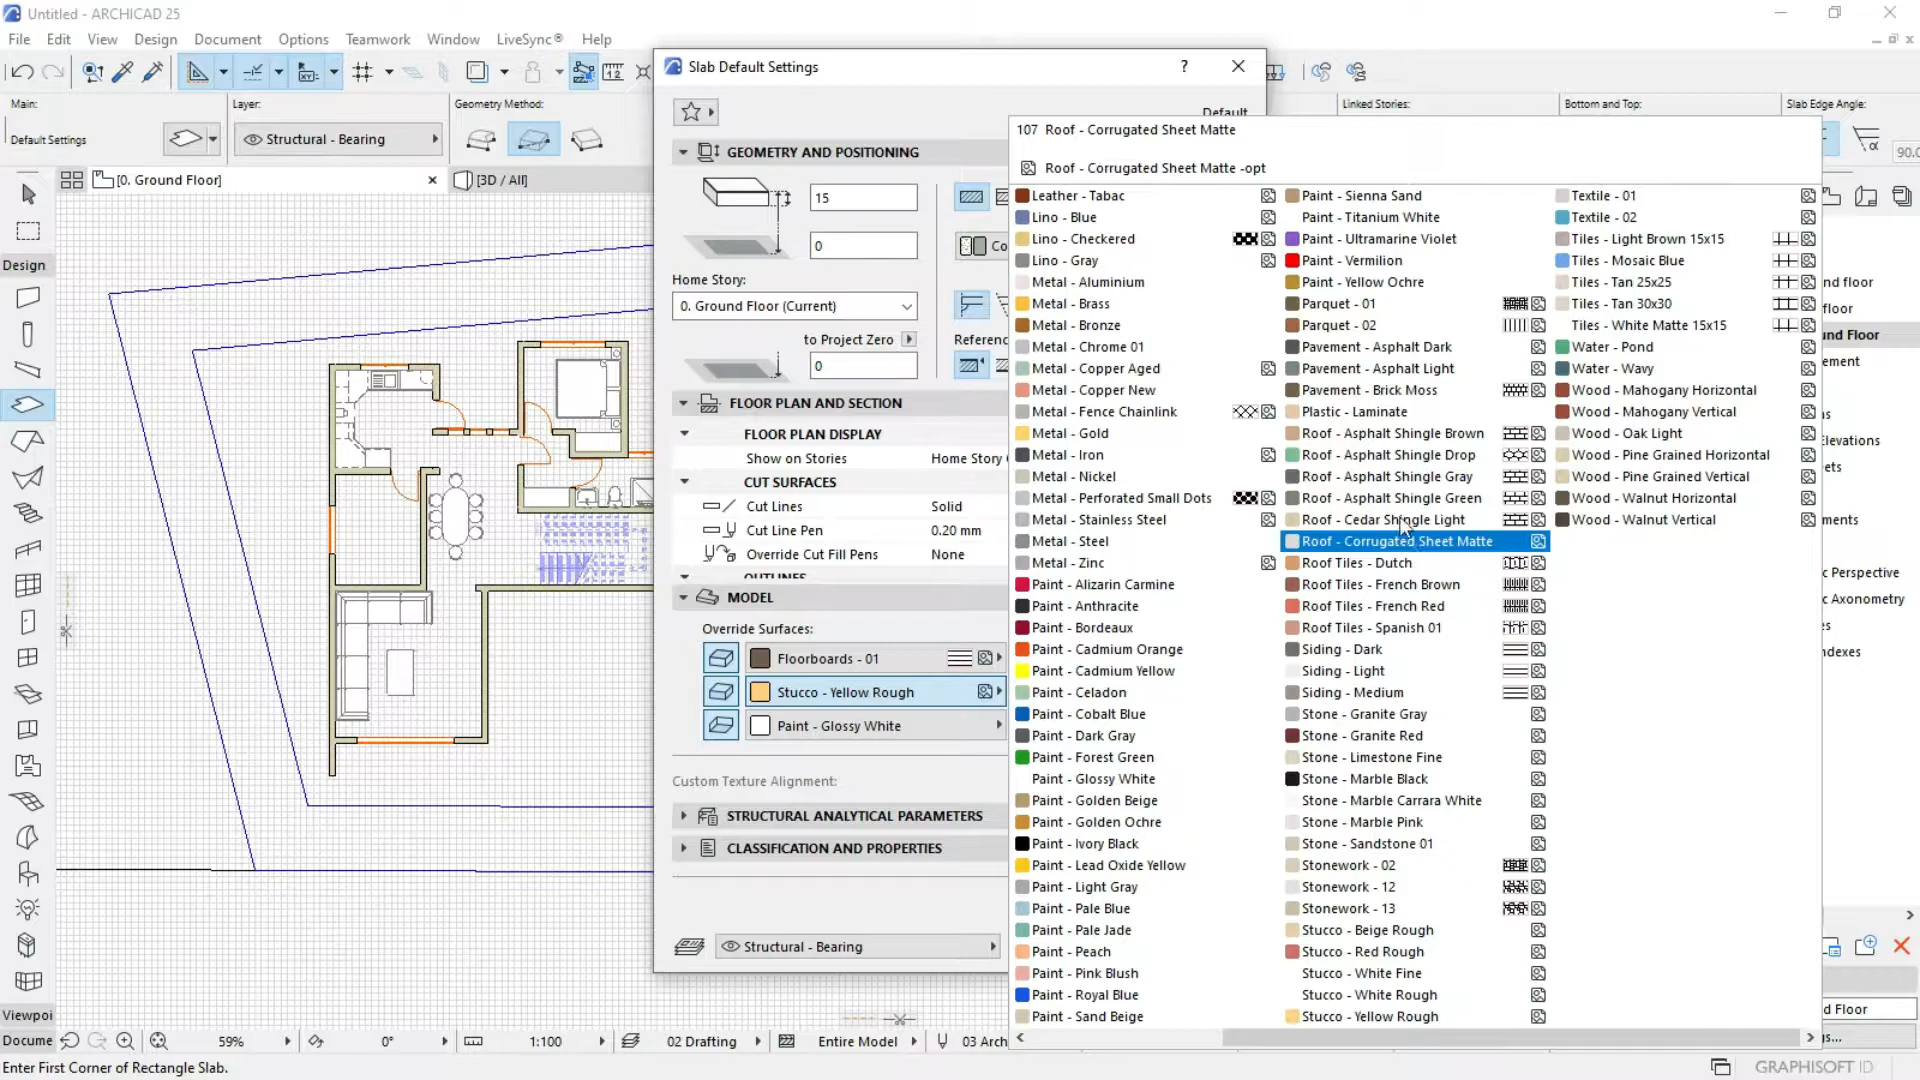 Untitled - ARCHICAD 25
File Edit View Design Document Options Teamwork Window LiveSync® Help
Main:
Default Settings
Layer:
Structural - Bearing
Geometry Method:
Linked Stories:
Bottom and Top:
Slab Edge Angle:
90.0
[0. Ground Floor]
[3D / All]
Design
Viewpoi
Docume
Slab Default Settings
?
Default
GEOMETRY AND POSITIONING
15
0
Co
Home Story:
0. Ground Floor (Current)
to Project Zero
Referenc
0
FLOOR PLAN AND SECTION
FLOOR PLAN DISPLAY
Show on Stories Home Story
CUT SURFACES
Cut Lines Solid
Cut Line Pen 0.20 mm
Override Cut Fill Pens None
OUTLINES
MODEL
Override Surfaces:
Floorboards - 01
Stucco - Yellow Rough
Paint - Glossy White
Custom Texture Alignment:
STRUCTURAL ANALYTICAL PARAMETERS
CLASSIFICATION AND PROPERTIES
Structural - Bearing
107 Roof - Corrugated Sheet Matte
Roof - Corrugated Sheet Matte -opt
Leather - Tabac
Lino - Blue
Lino - Checkered
Lino - Gray
Metal - Aluminium
Metal - Brass
Metal - Bronze
Metal - Chrome 01
Metal - Copper Aged
Metal - Copper New
Metal - Fence Chainlink
Metal - Gold
Metal - Iron
Metal - Nickel
Metal - Perforated Small Dots
Metal - Stainless Steel
Metal - Steel
Metal - Zinc
Paint - Alizarin Carmine
Paint - Anthracite
Paint - Bordeaux
Paint - Cadmium Orange
Paint - Cadmium Yellow
Paint - Celadon
Paint - Cobalt Blue
Paint - Dark Gray
Paint - Forest Green
Paint - Glossy White
Paint - Golden Beige
Paint - Golden Ochre
Paint - Ivory Black
Paint - Lead Oxide Yellow
Paint - Light Gray
Paint - Pale Blue
Paint - Pale Jade
Paint - Peach
Paint - Pink Blush
Paint - Royal Blue
Paint - Sand Beige
Paint - Sienna Sand
Paint - Titanium White
Paint - Ultramarine Violet
Paint - Vermilion
Paint - Yellow Ochre
Parquet - 01
Parquet - 02
Pavement - Asphalt Dark
Pavement - Asphalt Light
Pavement - Brick Moss
Plastic - Laminate
Roof - Asphalt Shingle Brown
Roof - Asphalt Shingle Drop
Roof - Asphalt Shingle Gray
Roof - Asphalt Shingle Green
Roof - Cedar Shingle Light
Roof - Corrugated Sheet Matte
Roof Tiles - Dutch
Roof Tiles - French Brown
Roof Tiles - French Red
Roof Tiles - Spanish 01
Siding - Dark
Siding - Light
Siding - Medium
Stone - Granite Gray
Stone - Granite Red
Stone - Limestone Fine
Stone - Marble Black
Stone - Marble Carrara White
Stone - Marble Pink
Stone - Sandstone 01
Stonework - 02
Stonework - 12
Stonework - 13
Stucco - Beige Rough
Stucco - Red Rough
Stucco - White Fine
Stucco - White Rough
Stucco - Yellow Rough
Textile - 01
Textile - 02
Tiles - Light Brown 15x15
Tiles - Mosaic Blue
Tiles - Tan 25x25
Tiles - Tan 30x30
Tiles - White Matte 15x15
Water - Pond
Water - Wavy
Wood - Mahogany Horizontal
Wood - Mahogany Vertical
Wood - Oak Light
Wood - Pine Grained Horizontal
Wood - Pine Grained Vertical
Wood - Walnut Horizontal
Wood - Walnut Vertical
nd floor
floor
und Floor
ement
s
Elevations
ets
ments
c Perspective
c Axonometry
es
ndexes
d Floor
gs...
59%
0°
1:100
02 Drafting
Entire Model
03 Arch
Enter First Corner of Rectangle Slab.
GRAPHISOFT ID